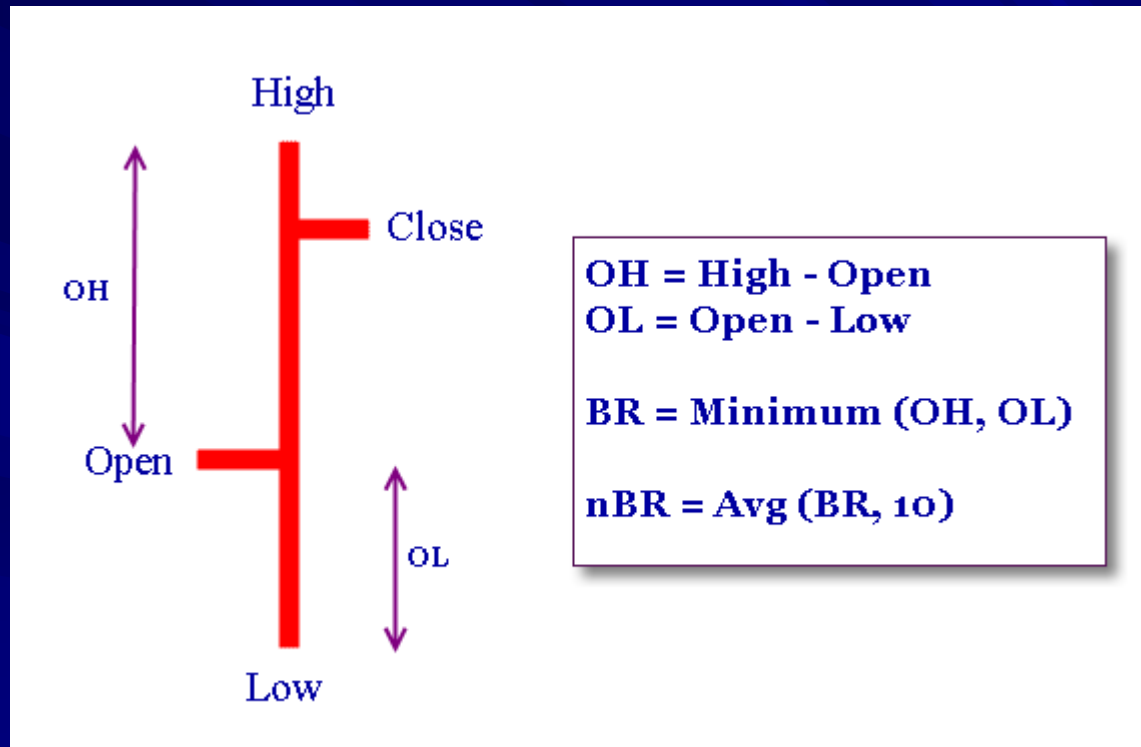 High
Close
OH
Open
OL
Low
OH = High - Open
OL = Open - Low
BR = Minimum (OH, OL)
nBR = Avg (BR, 10)